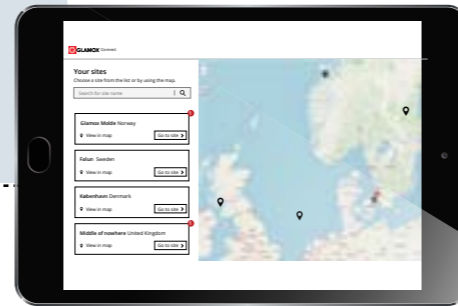 GLAMOX Connect
Your sites
Choose a site from the list or by using the map.
Search for site name
Glamox Molde Norway
View in map
Go to site
Falun Sweden
View in map
Go to site
København Denmark
View in map
Go to site
Middle of nowhere United Kingdom
View in map
Go to site